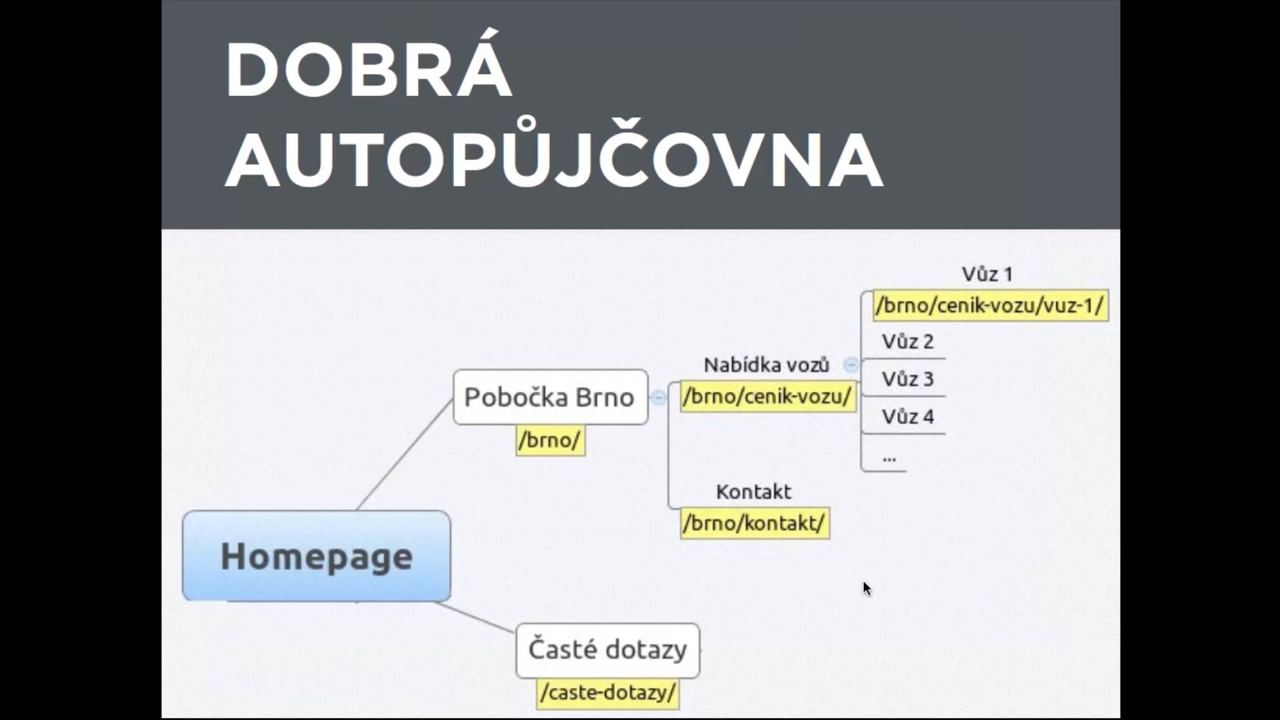 DOBRÁ
AUTOPŮJČOVNA
Vůz 1
/brno/cenik-vozu/vuz-1/
Vůz 2
Nabídka vozů
Vůz 3
Pobočka Brno
/brno/cenik-vozu/
Vůz 4
/brno/
...
Kontakt
/brno/kontakt/
Homepage
Časté dotazy
/caste-dotazy/